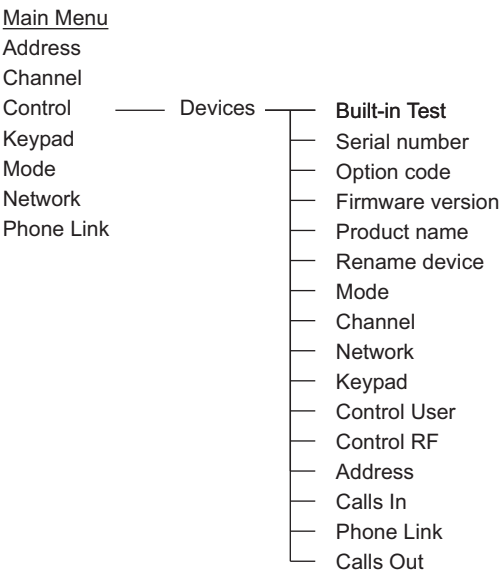 Main Menu
Address
Channel
Control Devices Built-in Test
Keypad Serial number
Mode Option code
Network Firmware version
Phone Link Product name
Rename device
Mode
Channel
Network
Keypad
Control User
Control RF
Address
Calls In
Phone Link
Calls Out